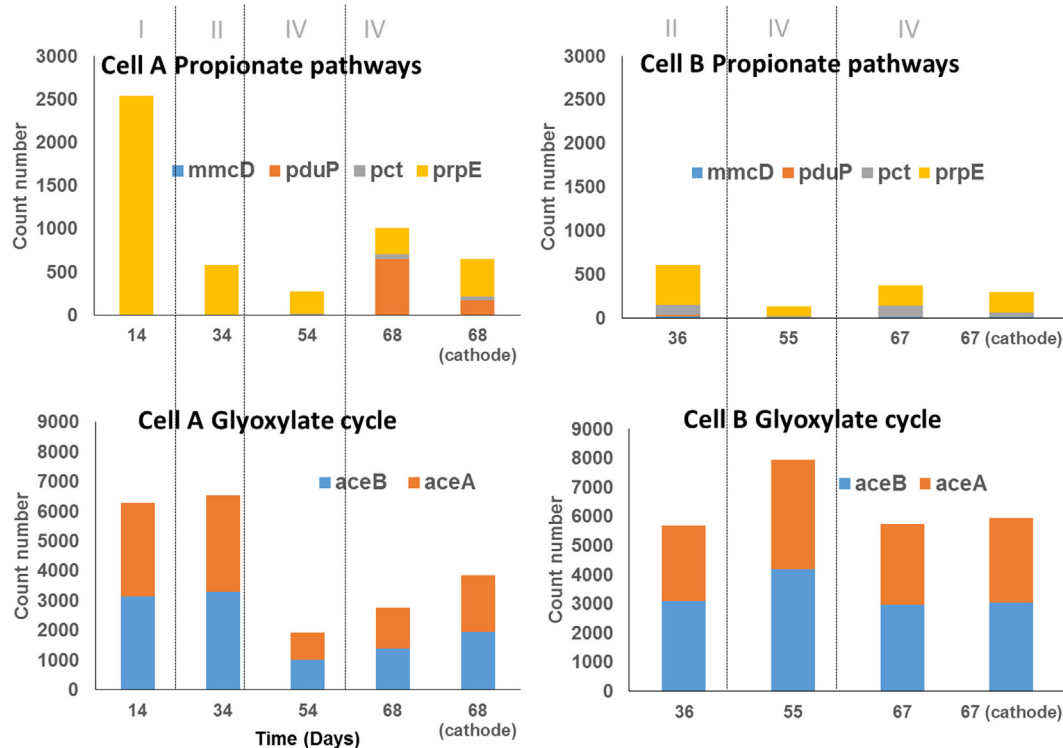 I II IV IV
Cell A Propionate pathways
3000
2500
2000
1500
1000
500
0
Count number
mmcD pduP pct prpE
14 34 54 68 68
(cathode)
II IV IV
Cell B Propionate pathways
3000
2500
2000
1500
1000
500
0
Count number
mmcD pduP pct prpE
36 55 67 67 (cathode)
Cell A Glyoxylate cycle
9000
8000
7000
6000
5000
4000
3000
2000
1000
0
Count number
aceB aceA
14 34 54 68 68
(cathode)
Time (Days)
Cell B Glyoxylate cycle
9000
8000
7000
6000
5000
4000
3000
2000
1000
0
Count number
aceB aceA
36 55 67 67 (cathode)